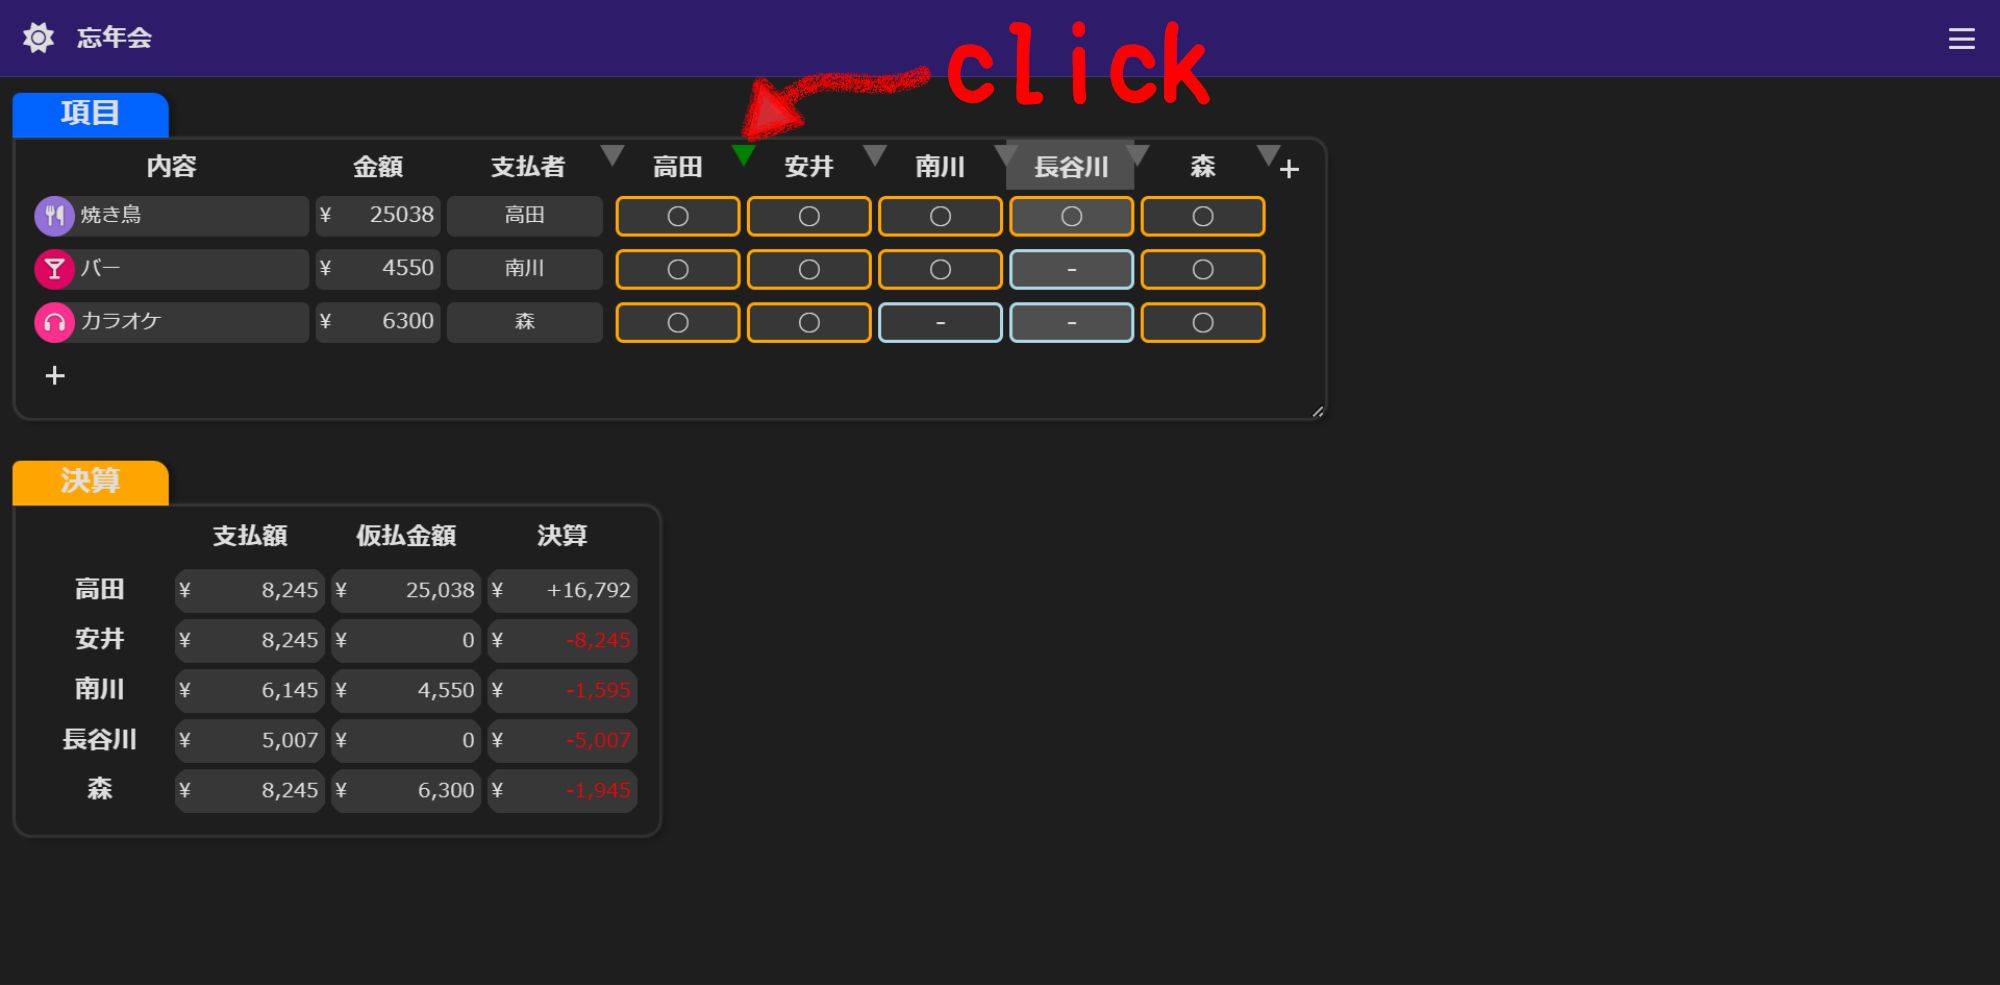 忘年会
click
項目
内容 金額 支払者 高田 安井 南川 長谷川 森 +
焼き鳥 ¥ 25038 高田 ○ ○ ○ ○ ○
バー ¥ 4550 南川 ○ ○ ○ - ○
カラオケ ¥ 6300 森 ○ ○ - - ○
+
決算
支払額 仮払金額 決算
高田 ¥ 8,245 ¥ 25,038 ¥ +16,792
安井 ¥ 8,245 ¥ 0 ¥ -8,245
南川 ¥ 6,145 ¥ 4,550 ¥ -1,595
長谷川 ¥ 5,007 ¥ 0 ¥ -5,007
森 ¥ 8,245 ¥ 6,300 ¥ -1,945